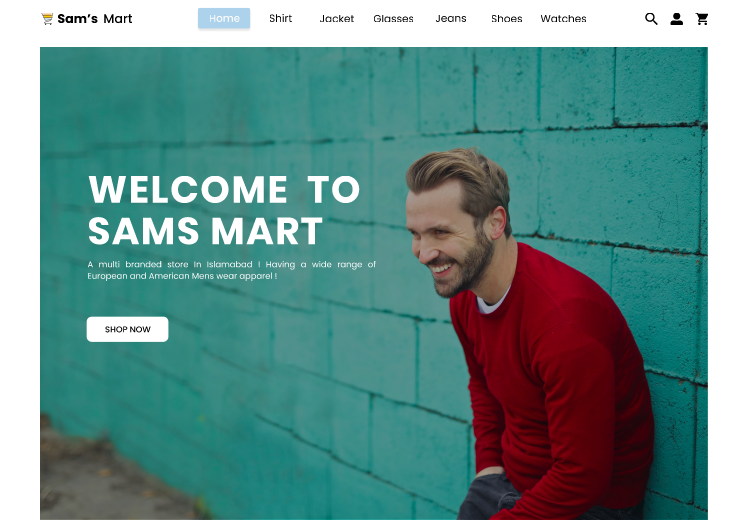 Sam's Mart
Home Shirt Jacket Glasses Jeans Shoes Watches
WELCOME TO
SAMS MART
A multi branded store In Islamabad ! Having a wide range of
European and American Mens wear apparel !
SHOP NOW